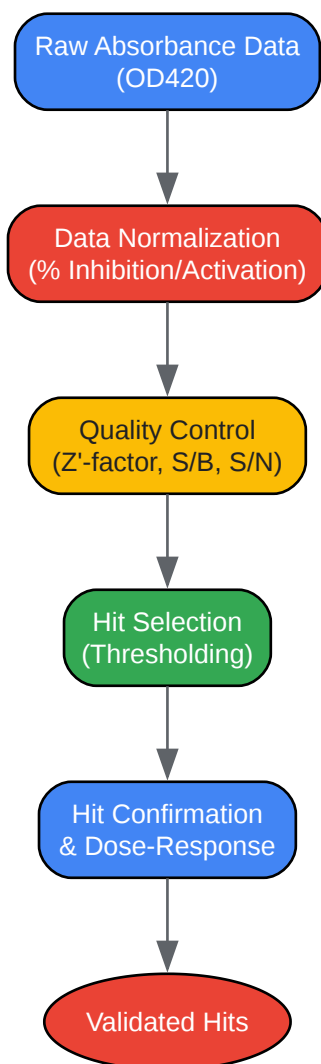 Raw Absorbance Data
(OD420)
Data Normalization
(% Inhibition/Activation)
Quality Control
(Z'-factor, S/B, S/N)
Hit Selection
(Thresholding)
Hit Confirmation
& Dose-Response
Validated Hits